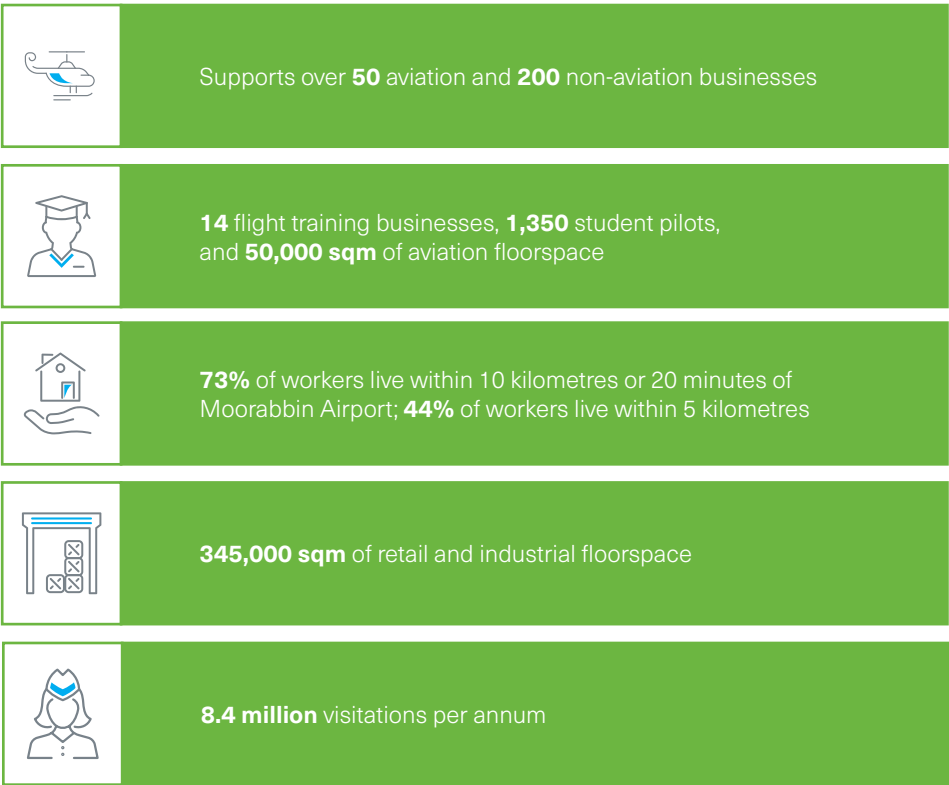 Supports over 50 aviation and 200 non-aviation businesses
14 flight training businesses, 1,350 student pilots,
and 50,000 sqm of aviation floorspace
73% of workers live within 10 kilometres or 20 minutes of
Moorabbin Airport; 44% of workers live within 5 kilometres
345,000 sqm of retail and industrial floorspace
8.4 million visitations per annum